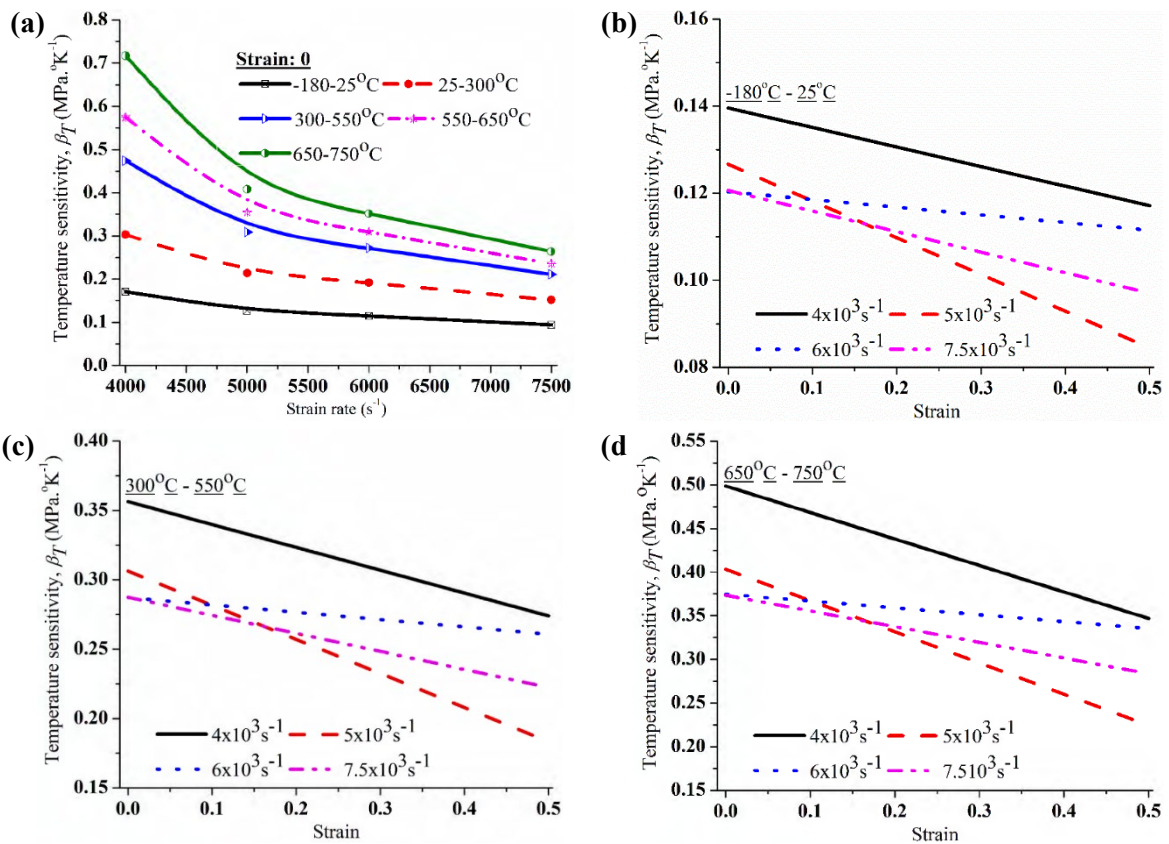 (a)
0.8
0.7
0.6
0.5
0.4
0.3
0.2
0.1
0.0
Temperature sensitivity, βT (MPa.°K-1)
Strain: 0
-180-25°C
25-300°C
300-550°C
550-650°C
650-750°C
4000 4500 5000 5500 6000 6500 7000 7500
Strain rate (s-1)
(b)
0.16
0.14
0.12
0.10
0.08
Temperature sensitivity, βT (MPa.°K-1)
-180°C - 25°C
4x10³s-1
5x10³s-1
6x10³s-1
7.5x10³s-1
0.0 0.1 0.2 0.3 0.4 0.5
Strain
(c)
0.40
0.35
0.30
0.25
0.20
0.15
Temperature sensitivity, βT (MPa.°K-1)
300°C - 550°C
4x10³s-1
5x10³s-1
6x10³s-1
7.5x10³s-1
0.0 0.1 0.2 0.3 0.4 0.5
Strain
(d)
0.55
0.50
0.45
0.40
0.35
0.30
0.25
0.20
0.15
Temperature sensitivity, βT (MPa.°K-1)
650°C - 750°C
4x10³s-1
5x10³s-1
6x10³s-1
7.510³s-1
0.0 0.1 0.2 0.3 0.4 0.5
Strain